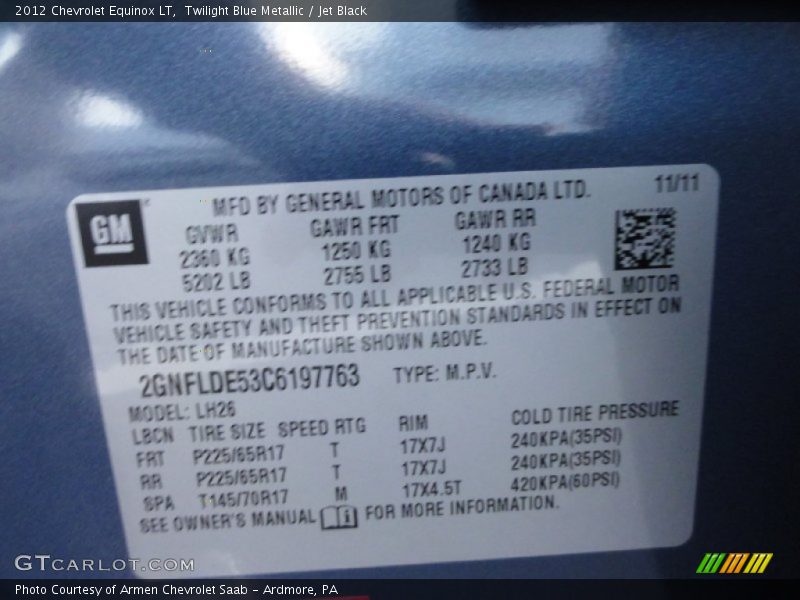 2012 Chevrolet Equinox LT, Twilight Blue Metallic / Jet Black
GM
MFD BY GENERAL MOTORS OF CANADA LTD. 11/11
GVWR GAWR FRT GAWR RR
2360 KG 1250 KG 1240 KG
5202 LB 2755 LB 2733 LB
THIS VEHICLE CONFORMS TO ALL APPLICABLE U.S. FEDERAL MOTOR
VEHICLE SAFETY AND THEFT PREVENTION STANDARDS IN EFFECT ON
THE DATE OF MANUFACTURE SHOWN ABOVE.
2GNFLDE53C6197763 TYPE: M.P.V.
MODEL: LH26
LBCN TIRE SIZE SPEED RTG RIM COLD TIRE PRESSURE
FRT P225/65R17 T 17X7J 240KPA(35PSI)
RR P225/65R17 T 17X7J 240KPA(35PSI)
SPA T145/70R17 M 17X4.5T 420KPA(60PSI)
SEE OWNER'S MANUAL FOR MORE INFORMATION.
GTCARLOT.COM
Photo Courtesy of Armen Chevrolet Saab - Ardmore, PA